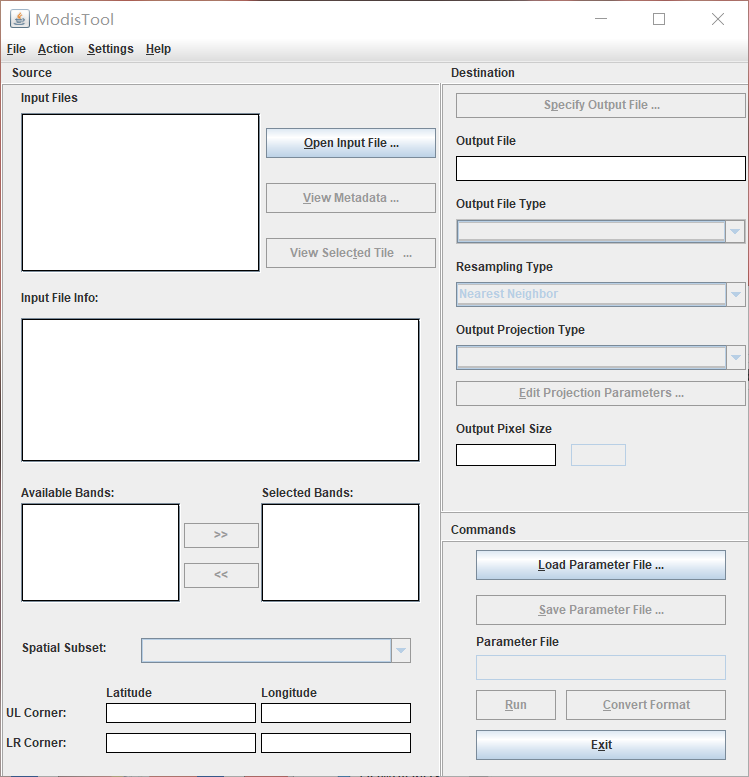 ModisTool
File Action Settings Help
Source
Input Files
Open Input File ...
View Metadata ...
View Selected Tile ...
Input File Info:
Available Bands:
Selected Bands:
>>
<<
Spatial Subset:
Latitude
Longitude
UL Corner:
LR Corner:
Destination
Specify Output File ...
Output File
Output File Type
Resampling Type
Nearest Neighbor
Output Projection Type
Edit Projection Parameters ...
Output Pixel Size
Commands
Load Parameter File ...
Save Parameter File ...
Parameter File
Run
Convert Format
Exit